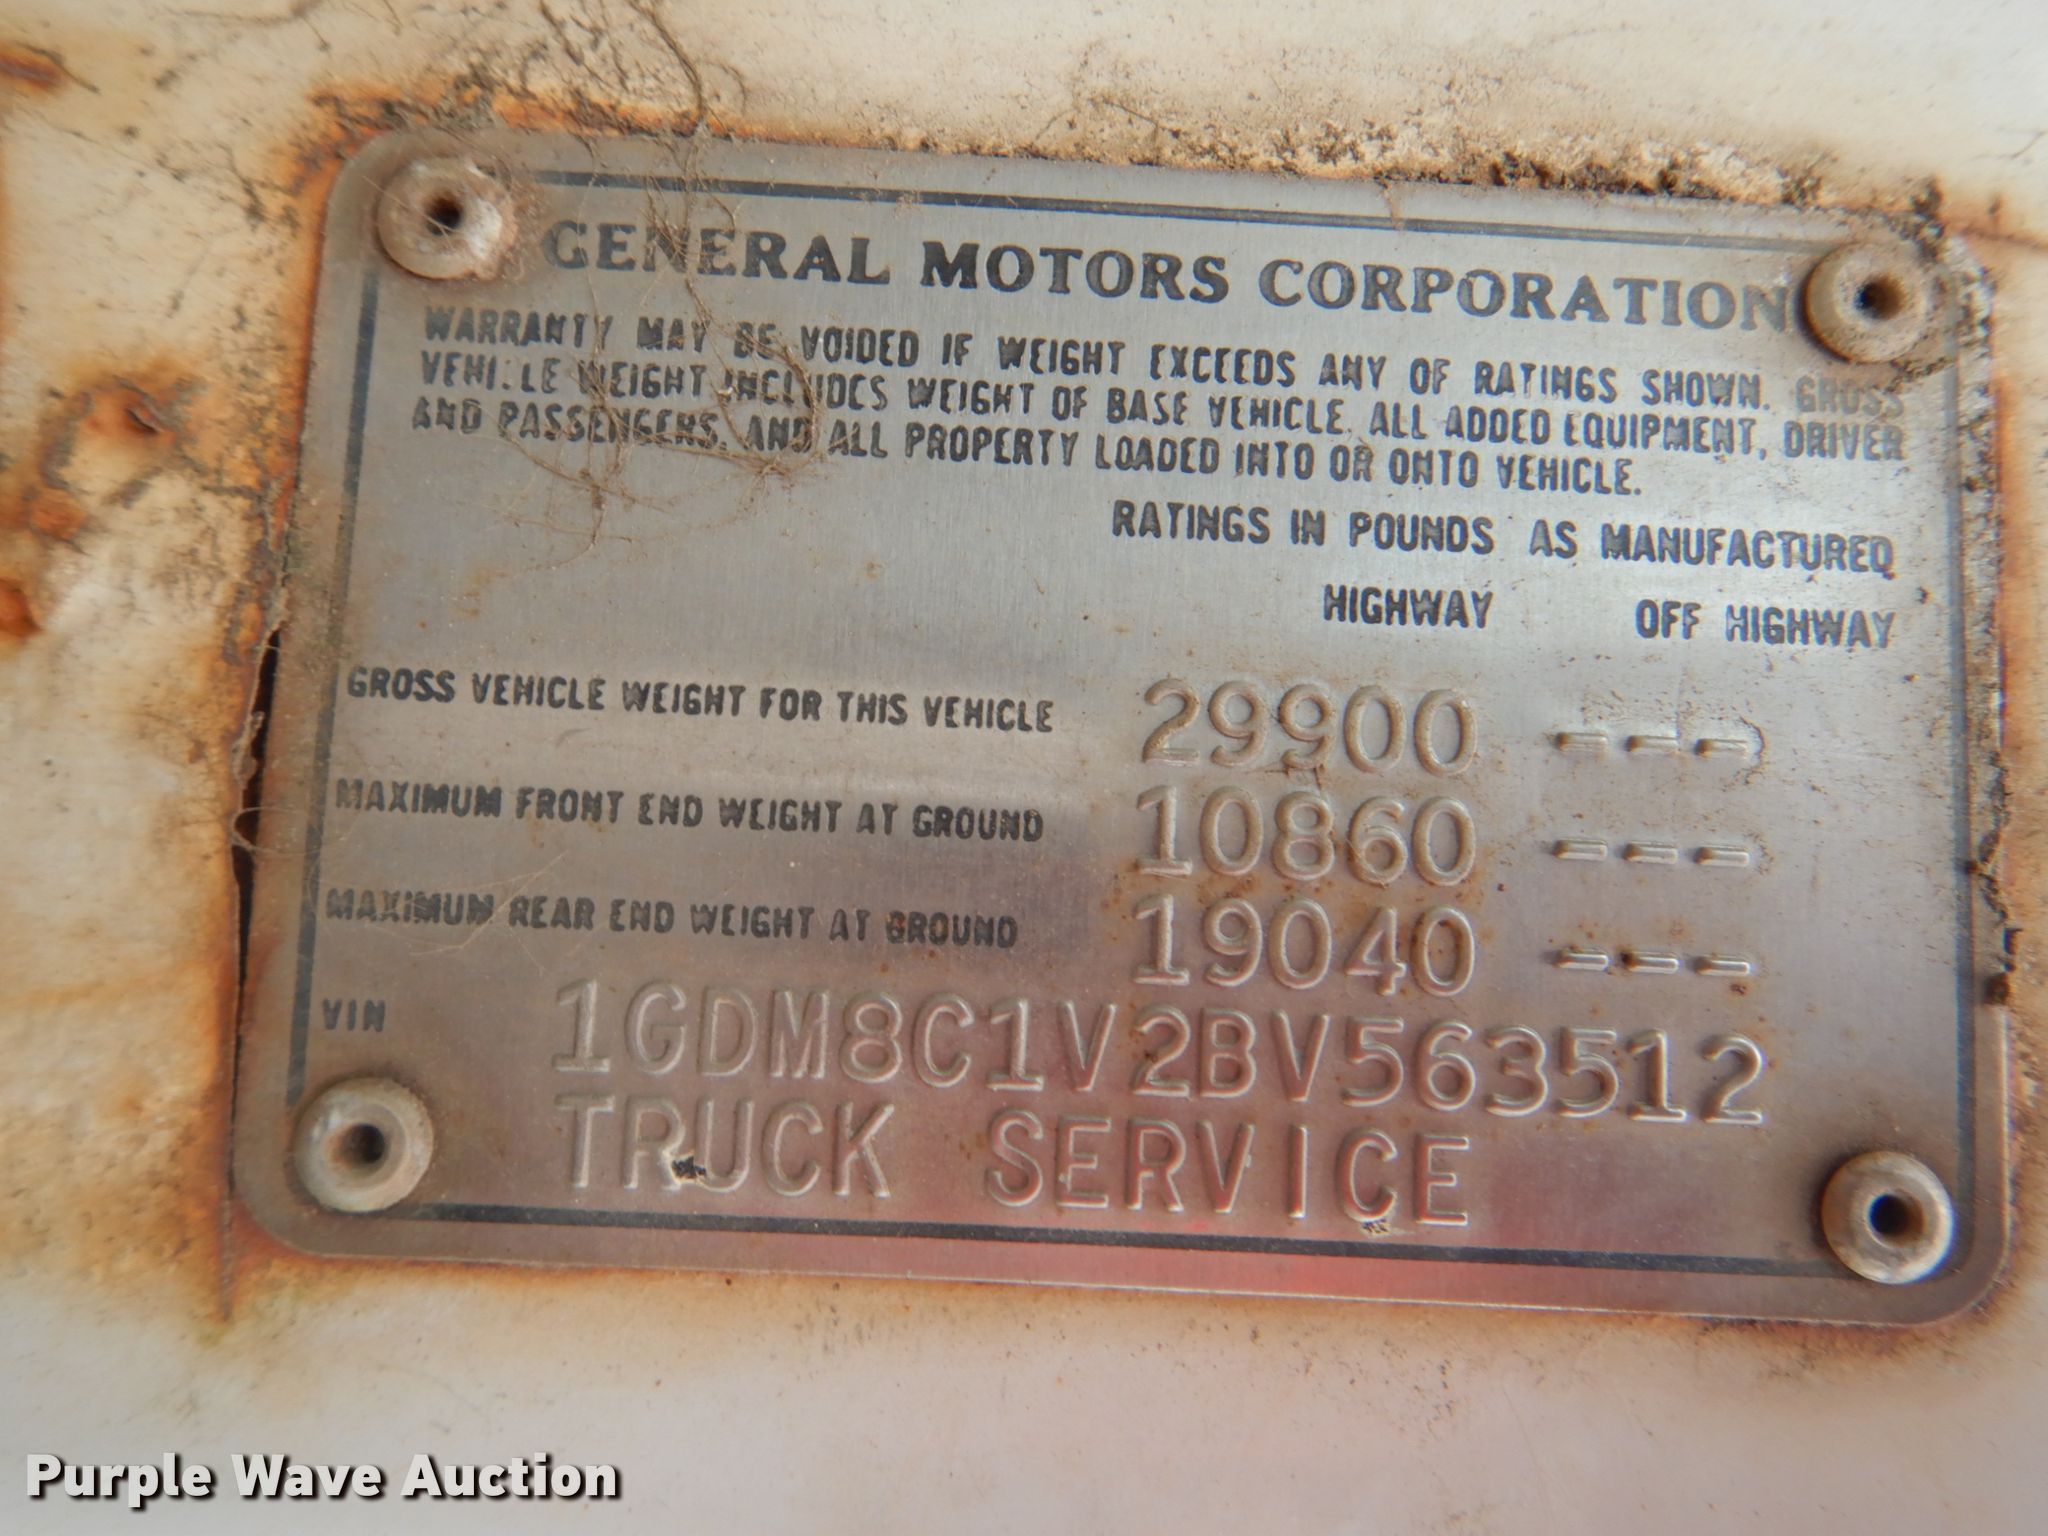 GENERAL MOTORS CORPORATION
WARRANTY MAY BE VOIDED IF WEIGHT EXCEEDS ANY OF RATINGS SHOWN. GROSS
VEHICLE WEIGHT INCLUDES WEIGHT OF BASE VEHICLE, ALL ADDED EQUIPMENT, DRIVER
AND PASSENGERS, AND ALL PROPERTY LOADED INTO OR ONTO VEHICLE.
RATINGS IN POUNDS AS MANUFACTURED
HIGHWAY OFF HIGHWAY
GROSS VEHICLE WEIGHT FOR THIS VEHICLE 29900 ---
MAXIMUM FRONT END WEIGHT AT GROUND 10860 ---
MAXIMUM REAR END WEIGHT AT GROUND 19040 ---
VIN 1GDM8C1V2BV563512
TRUCK SERVICE
Purple Wave Auction